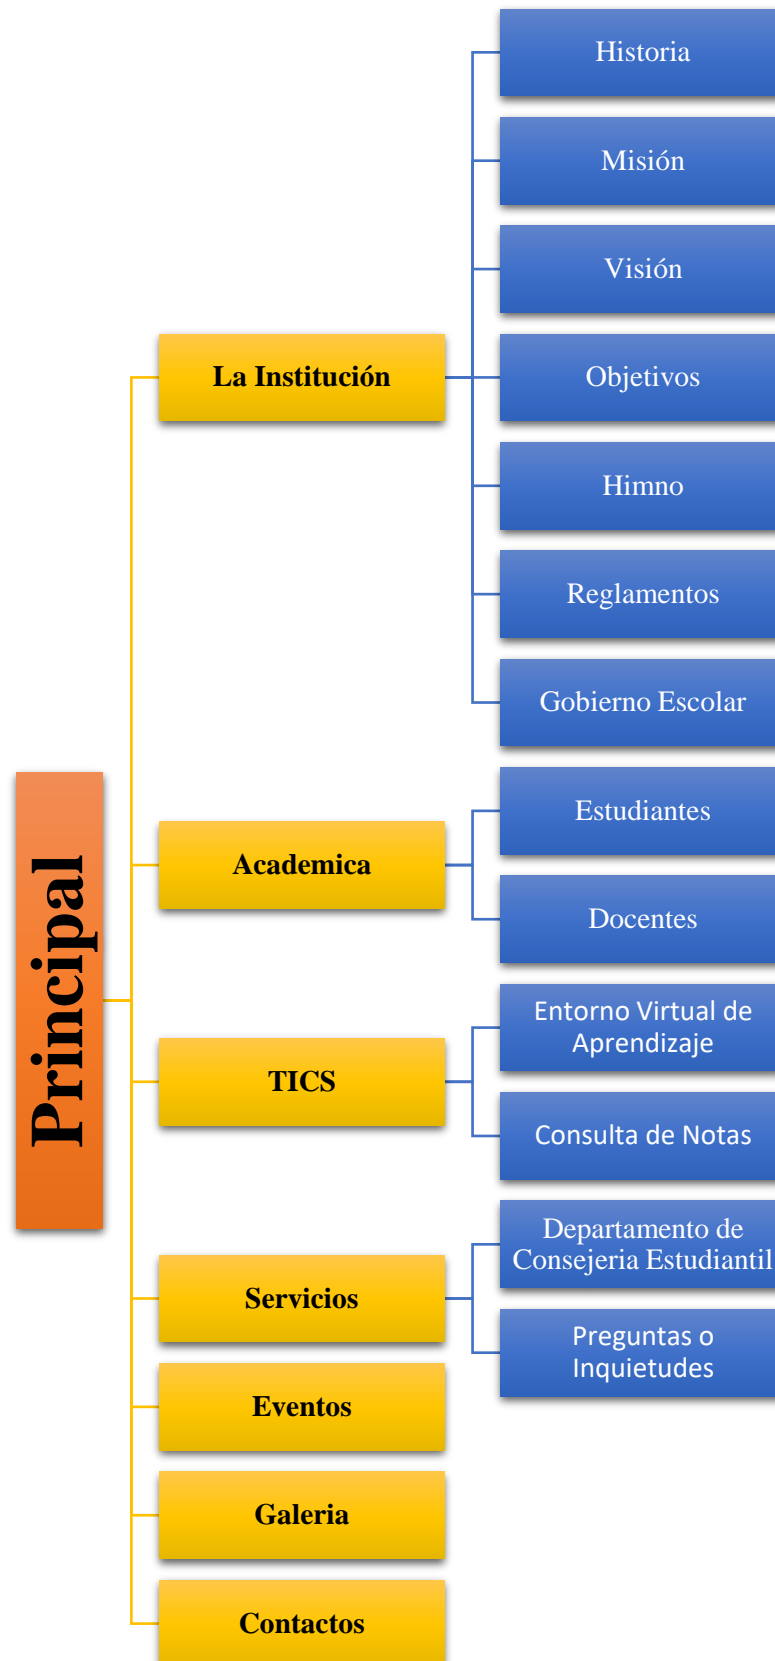 Principal
La Institución
Historia
Misión
Visión
Objetivos
Himno
Reglamentos
Gobierno Escolar
Academica
Estudiantes
Docentes
TICS
Entorno Virtual de
Aprendizaje
Consulta de Notas
Servicios
Departamento de
Consejeria Estudiantil
Preguntas o
Inquietudes
Eventos
Galeria
Contactos